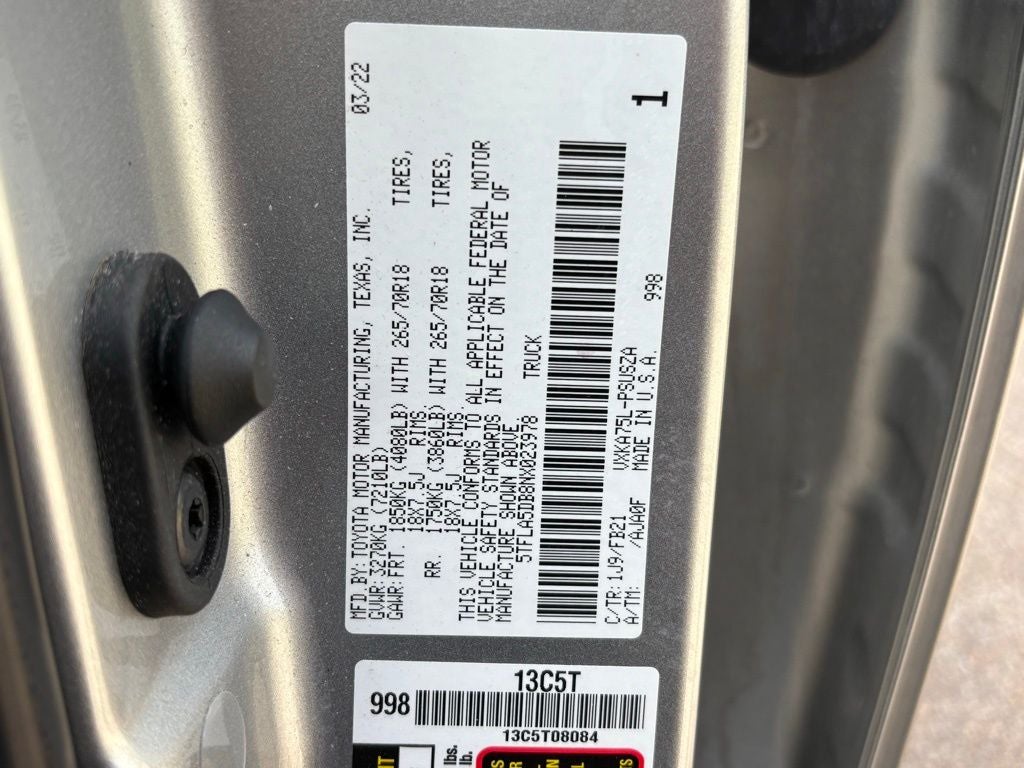 MFD.BY:TOYOTA MOTOR MANUFACTURING, TEXAS, INC. 03/22
GVWR:3270KG (7210LB)
GAWR:FRT. 1850KG (4080LB) WITH 265/70R18 TIRES,
18X7.5J RIMS.
RR. 1750KG (3860LB) WITH 265/70R18 TIRES,
18X7.5J RIMS.
THIS VEHICLE CONFORMS TO ALL APPLICABLE FEDERAL MOTOR
VEHICLE SAFETY STANDARDS IN EFFECT ON THE DATE OF
MANUFACTURE SHOWN ABOVE
5TFLA5DB8NX023978 TRUCK
C/TR:1J9/FB21 VXKA75L-PSUSZA 998
A/TM: /AJA0F MADE IN U.S.A.
1
13C5T
998
13C5T08084
lbs.
lb.